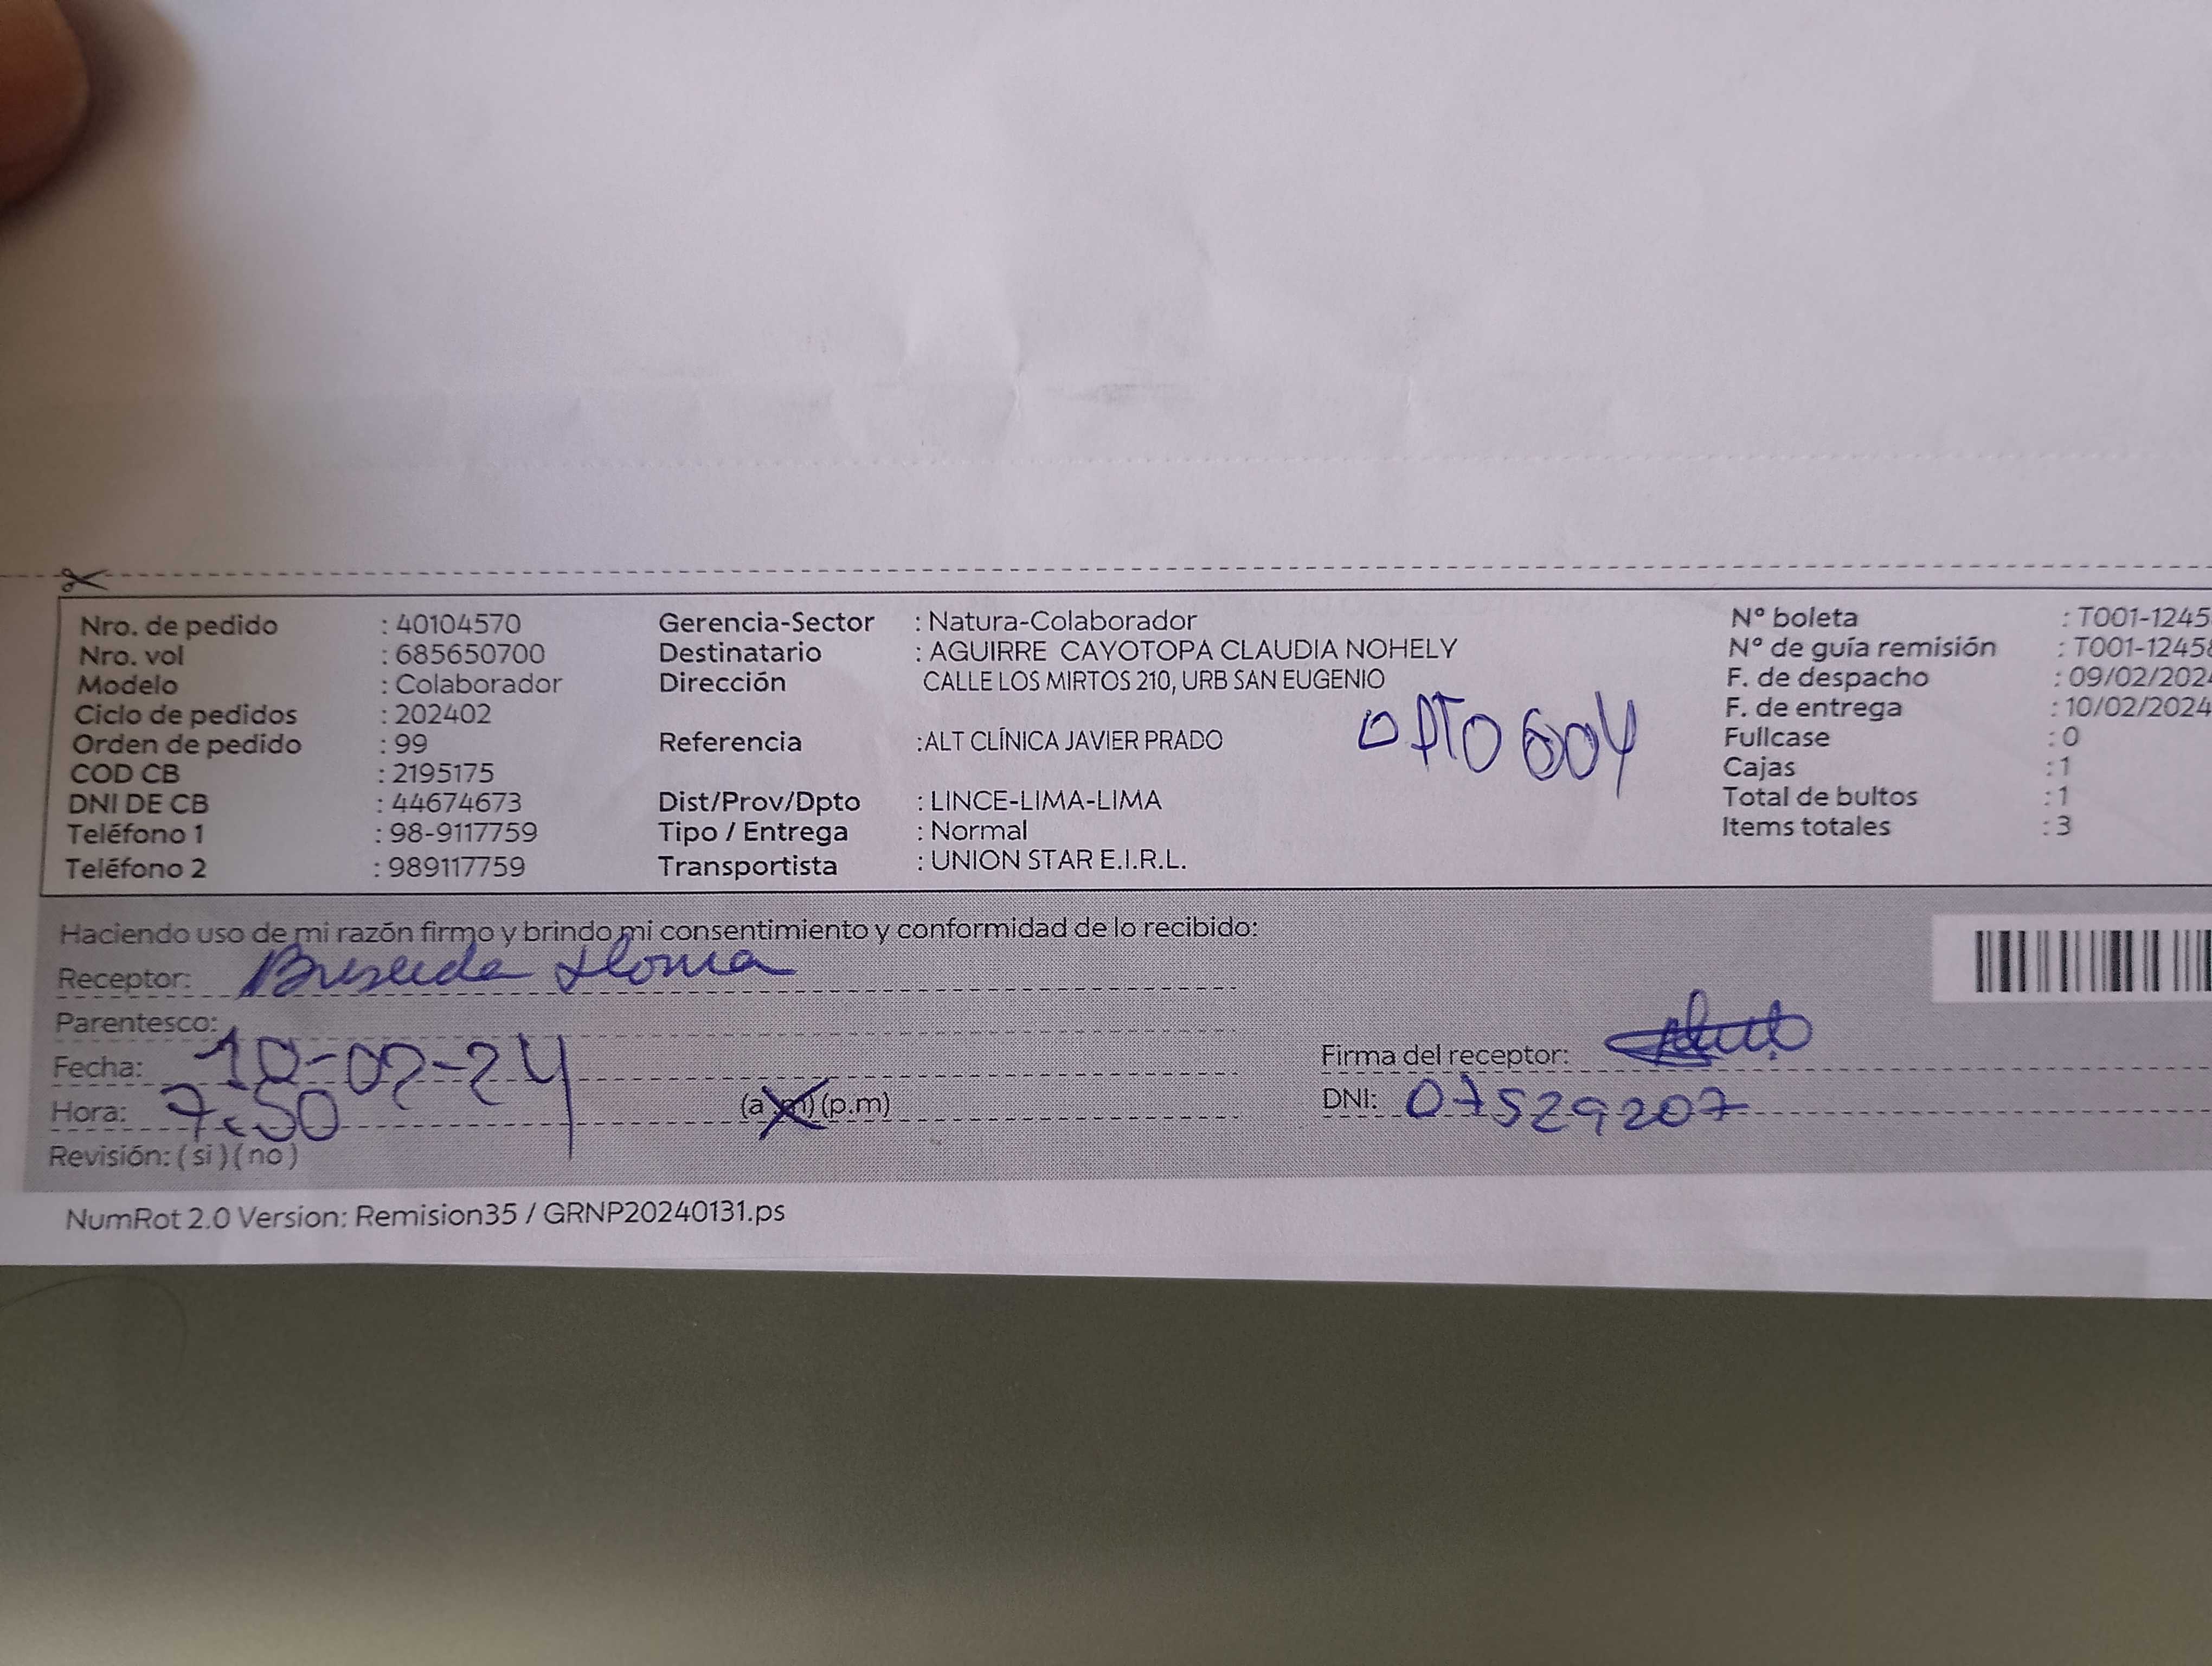 Nro. de pedido : 40104570
Nro. vol : 685650700
Modelo : Colaborador
Ciclo de pedidos : 202402
Orden de pedido : 99
COD CB : 2195175
DNI DE CB : 44674673
Teléfono 1 : 98-9117759
Teléfono 2 : 989117759
Gerencia-Sector : Natura-Colaborador
Destinatario : AGUIRRE CAYOTOPA CLAUDIA NOHELY
Dirección CALLE LOS MIRTOS 210, URB SAN EUGENIO
Referencia :ALT CLÍNICA JAVIER PRADO
DPTO 604
Dist/Prov/Dpto : LINCE-LIMA-LIMA
Tipo / Entrega : Normal
Transportista : UNION STAR E.I.R.L.
N° boleta : T001-1245
N° de guía remisión : T001-1245
F. de despacho : 09/02/202
F. de entrega : 10/02/2024
Fullcase : 0
Cajas : 1
Total de bultos : 1
Items totales : 3
Haciendo uso de mi razón firmo y brindo mi consentimiento y conformidad de lo recibido:
Receptor:
Parentesco:
Fecha: 10-02-24
Hora: 7:50 (a.m) (p.m)
Revisión: ( si ) ( no )
Firma del receptor:
DNI: 07529207
NumRot 2.0 Version: Remision35 / GRNP20240131.ps